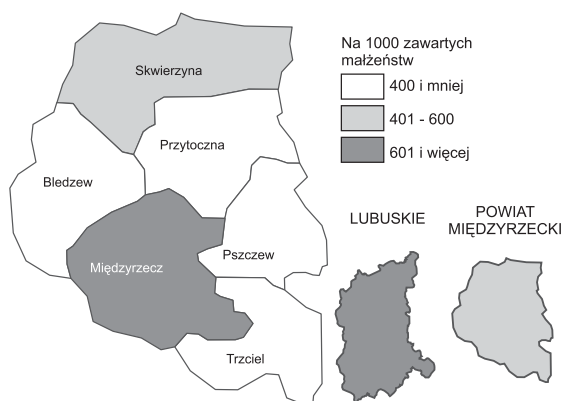 Na 1000 zawartych
małżeństw
400 i mniej
401 - 600
601 i więcej
Skwierzyna
Przytoczna
Bledzew
Pszczew
Międzyrzecz
Trzciel
LUBUSKIE
POWIAT
MIĘDZYRZECKI